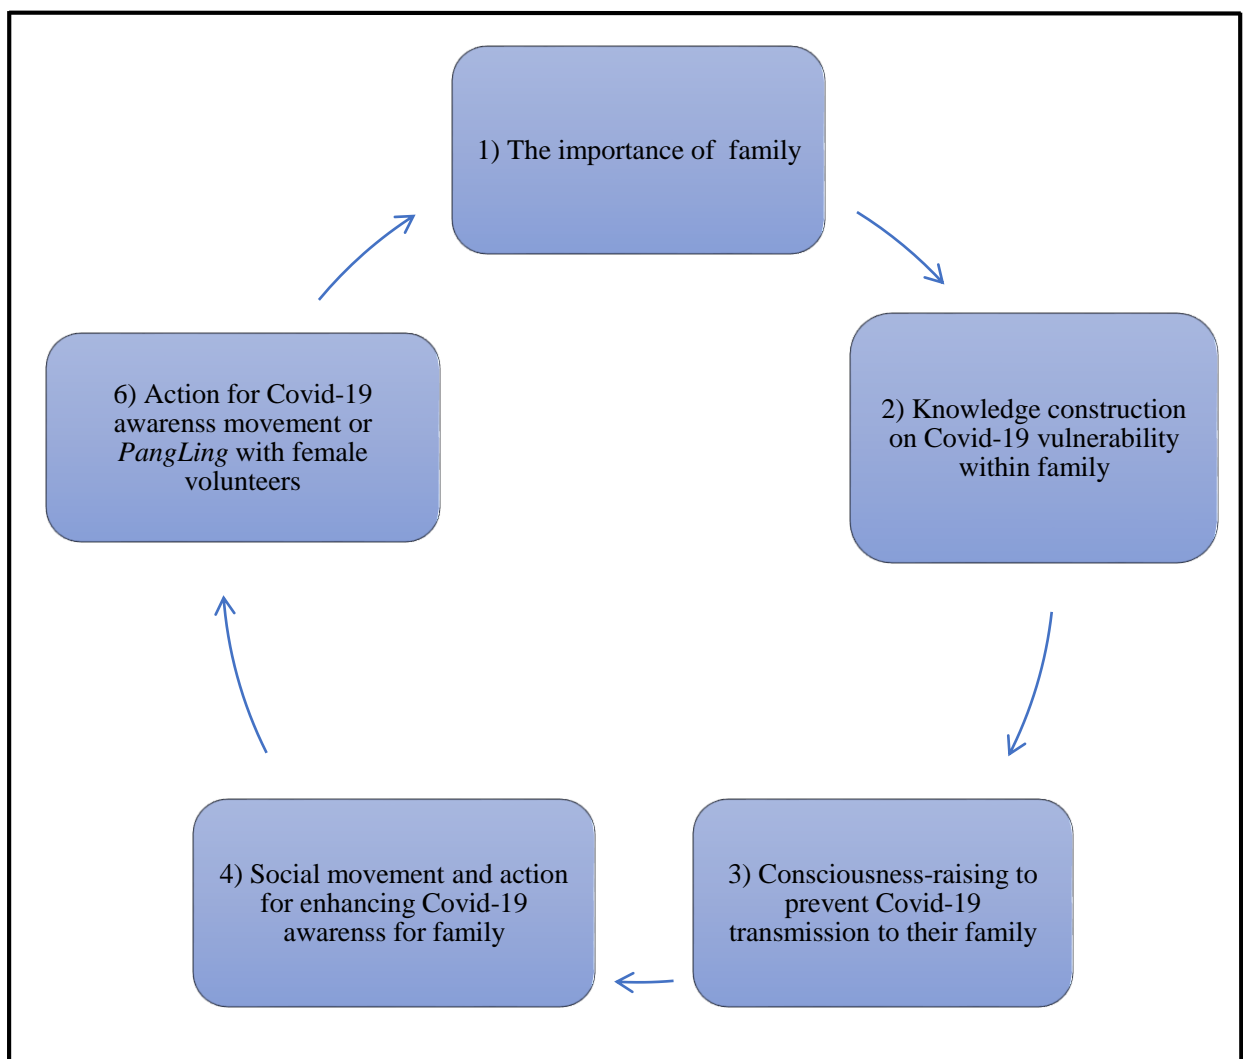 1) The importance of  family
2) Knowledge construction
on Covid-19 vulnerability
within family
3) Consciousness-raising to
prevent Covid-19
transmission to their family
4) Social movement and action
for enhancing Covid-19
awarenss for family
6) Action for Covid-19
awarenss movement or
PangLing with female
volunteers